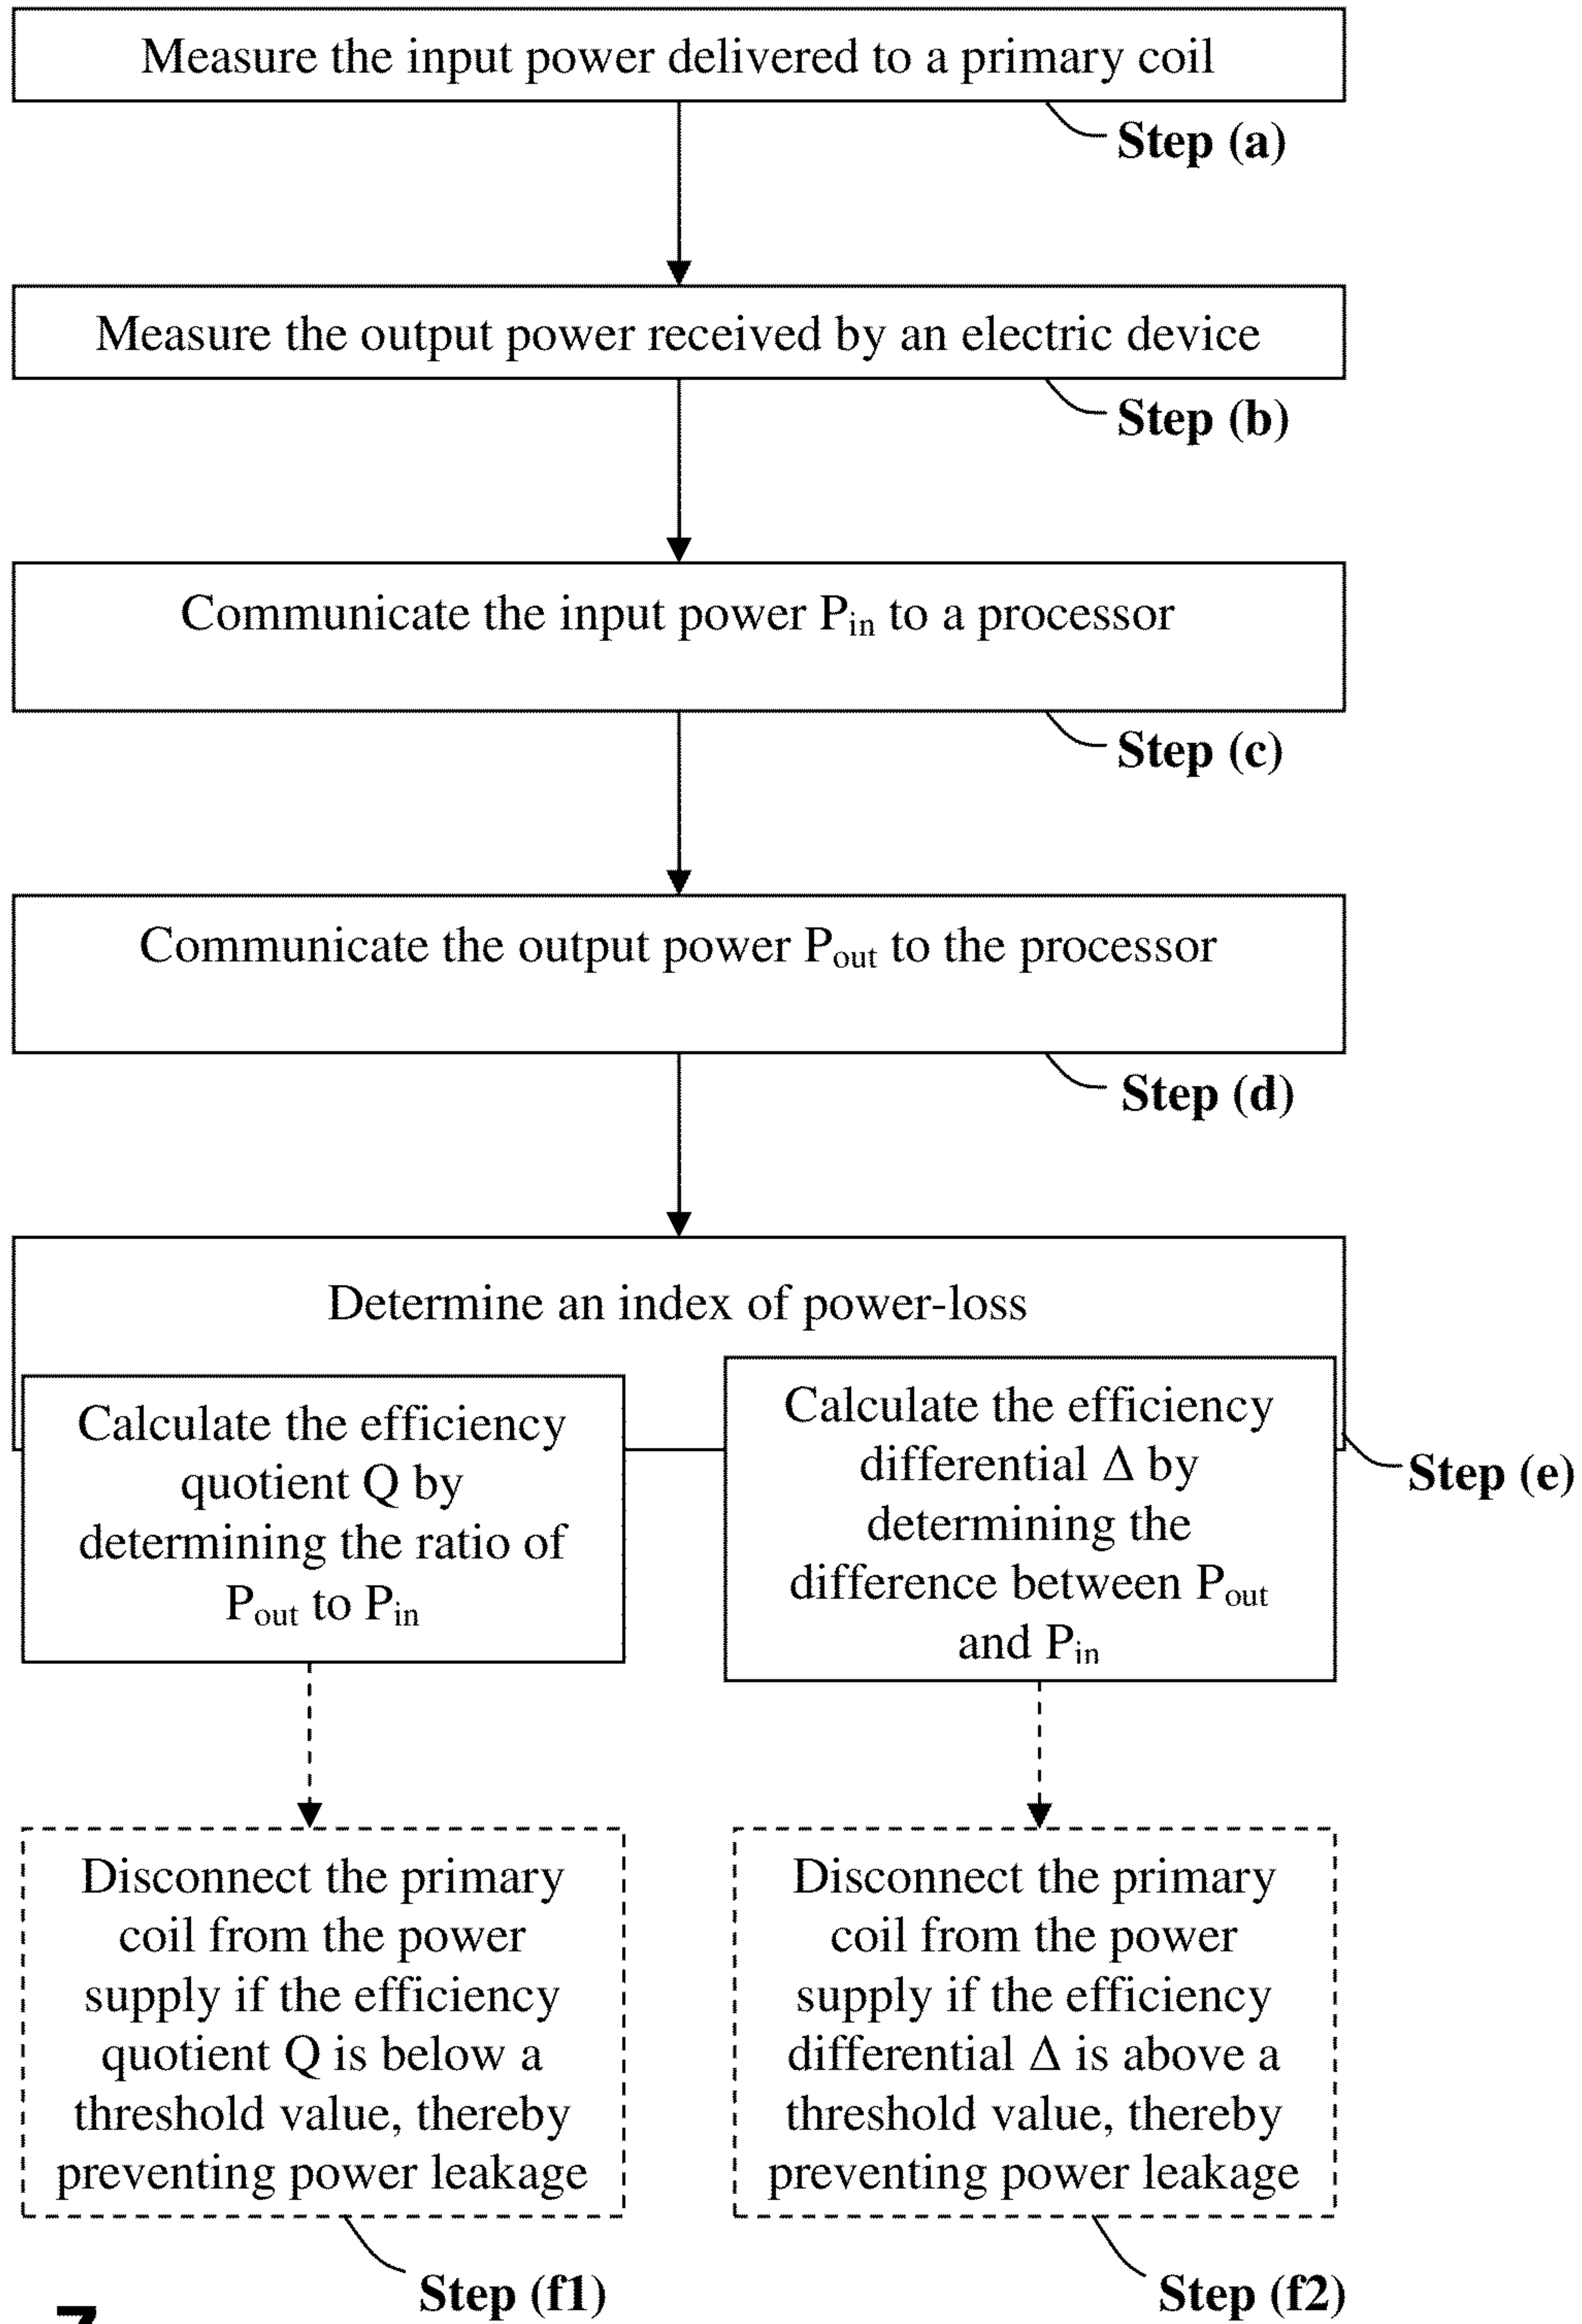 Measure the input power delivered to a primary coil
Step (a)
Measure the output power received by an electric device
Step (b)
Communicate the input power Pin to a processor
Step (c)
Communicate the output power Pout to the processor
Step (d)
Determine an index of power-loss
Calculate the efficiency
quotient Q by
determining the ratio of
Pout to Pin
Calculate the efficiency
differential Δ by
determining the
difference between Pout
and Pin
Step (e)
Disconnect the primary
coil from the power
supply if the efficiency
quotient Q is below a
threshold value, thereby
preventing power leakage
Step (f1)
Disconnect the primary
coil from the power
supply if the efficiency
differential Δ is above a
threshold value, thereby
preventing power leakage
Step (f2)